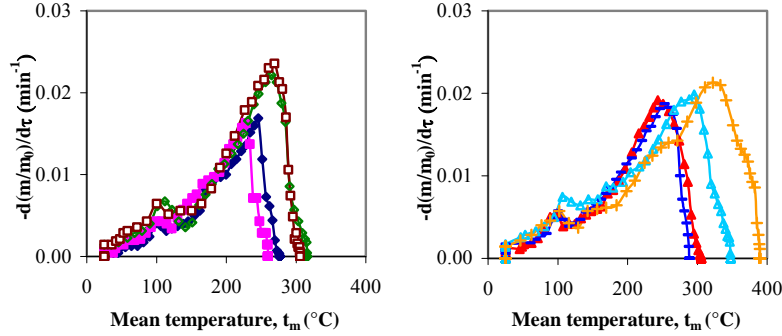 0.03
0.02
0.01
0.00
0 100 200 300 400
Mean temperature, tm (°C)
-d(m/m0)/dτ (min-1)
0.03
0.02
0.01
0.00
0 100 200 300 400
Mean temperature, tm (°C)
-d(m/m0)/dτ (min-1)